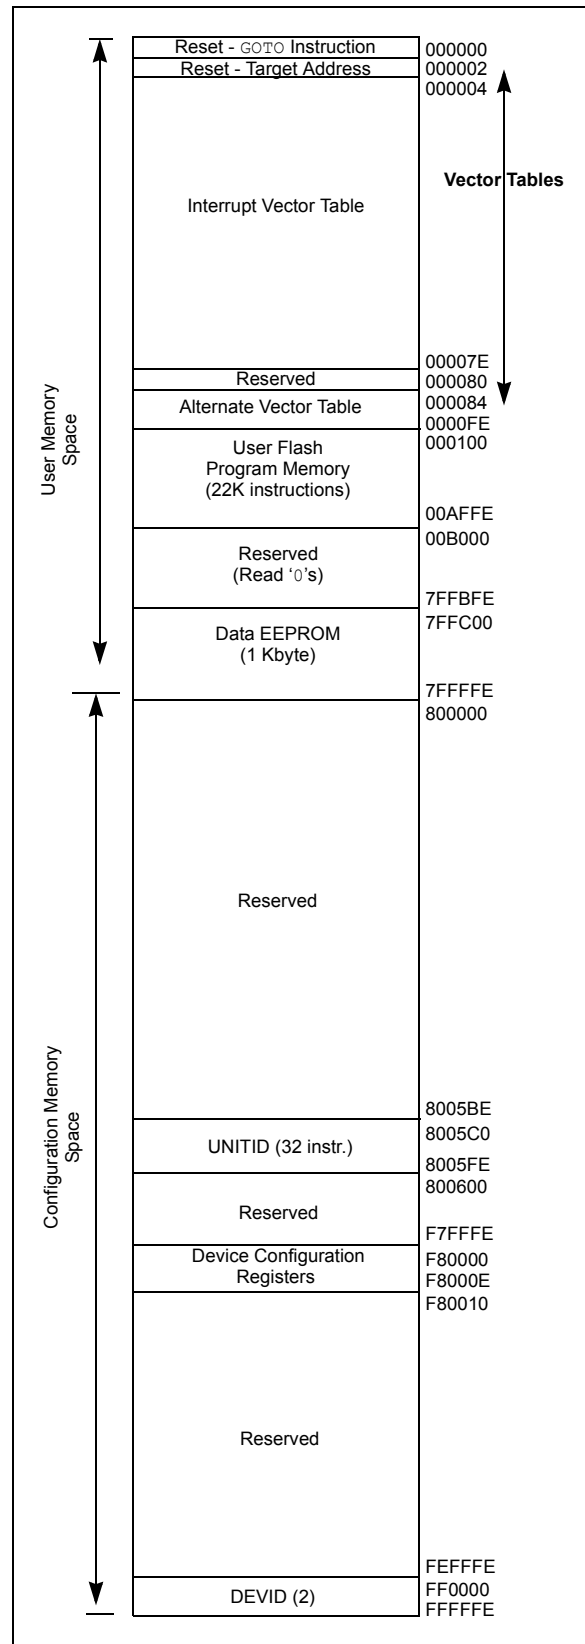 Reset - GOTO Instruction 000000
Reset - Target Address 000002
000004
Vector Tables
Interrupt Vector Table
00007E
Reserved 000080
Alternate Vector Table 000084
0000FE
User Flash 000100
Program Memory
(22K instructions)
00AFFE
00B000
Reserved
(Read ‘0’s)
7FFBFE
Data EEPROM 7FFC00
(1 Kbyte)
7FFFFE
800000
User Memory
Space
Reserved
8005BE
8005C0
UNITID (32 instr.)
8005FE
800600
Reserved
F7FFFE
Device Configuration F80000
Registers F8000E
F80010
Configuration Memory
Space
Reserved
FEFFFE
FF0000
DEVID (2)
FFFFFE